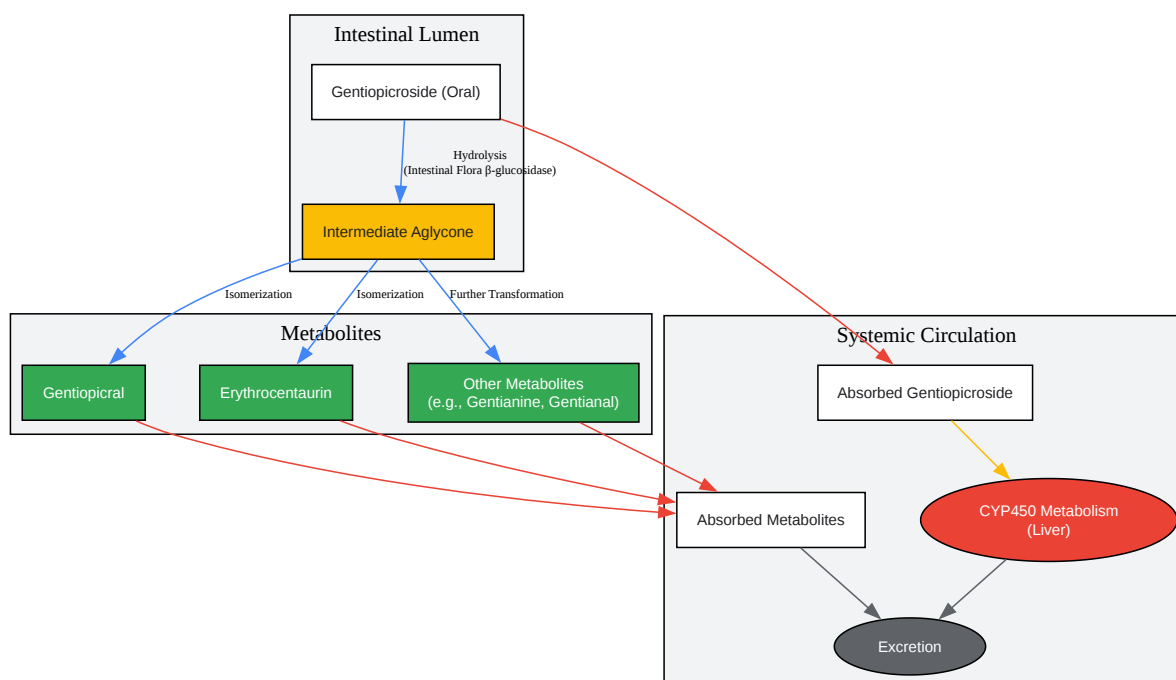 Intestinal Lumen
Gentiopicroside (Oral)
Hydrolysis
(Intestinal Flora β-glucosidase)
Intermediate Aglycone
Isomerization
Isomerization
Further Transformation
Metabolites
Gentiopicral
Erythrocentaurin
Other Metabolites
(e.g., Gentianine, Gentianal)
Systemic Circulation
Absorbed Gentiopicroside
Absorbed Metabolites
CYP450 Metabolism
(Liver)
Excretion